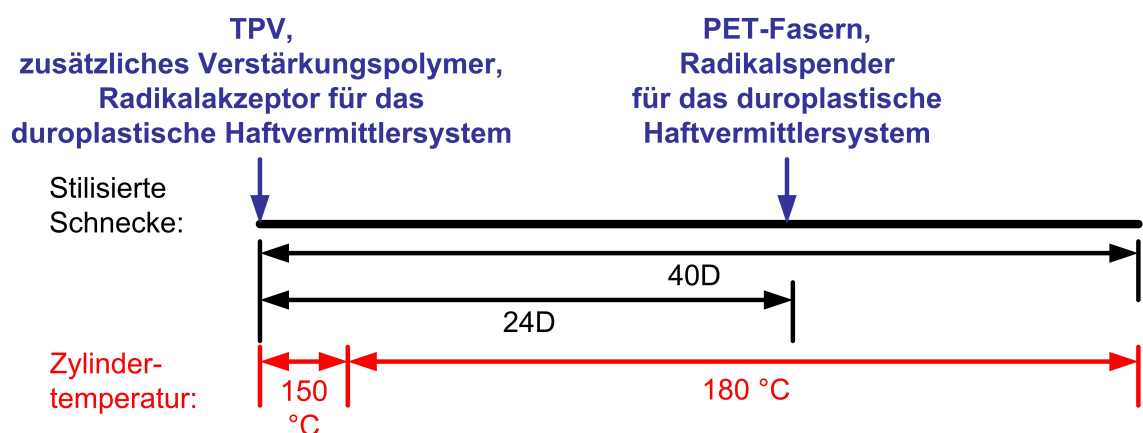 TPV,
zusätzliches Verstärkungspolymer,
Radikalakzeptor für das
duroplastische Haftvermittlersystem
PET-Fasern,
Radikalspender
für das duroplastische
Haftvermittlersystem
Stilisierte
Schnecke:
40D
24D
Zylinder-
temperatur:
150
°C
180 °C